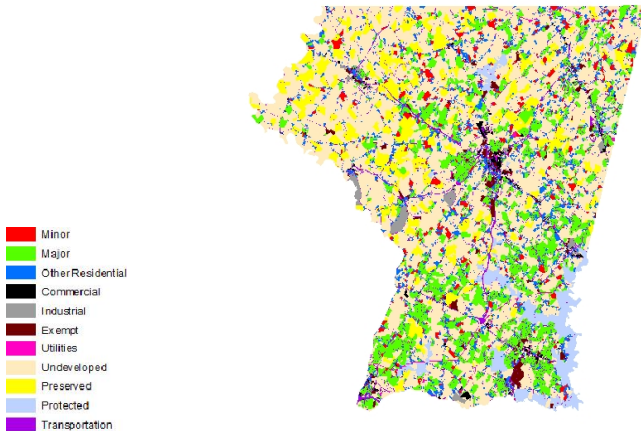 Minor
Major
Other Residential
Commercial
Industrial
Exempt
Utilities
Undeveloped
Preserved
Protected
Transportation